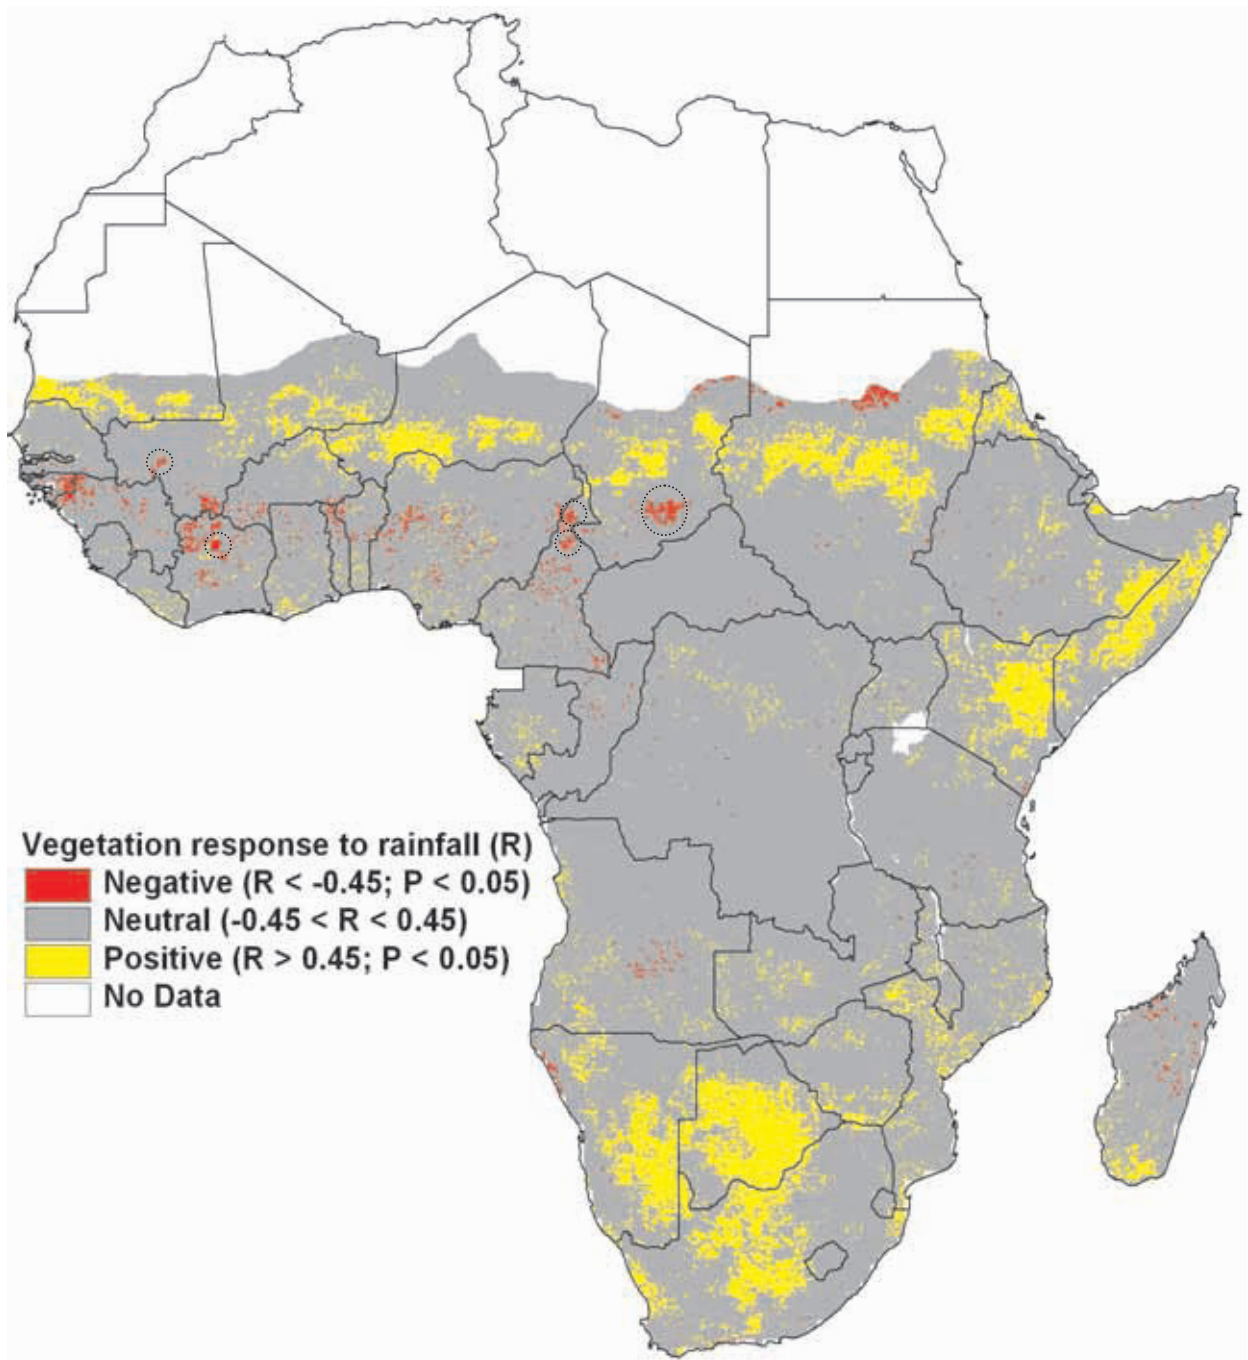 Vegetation response to rainfall (R)
Negative (R < -0.45; P < 0.05)
Neutral (-0.45 < R < 0.45)
Positive (R > 0.45; P < 0.05)
No Data